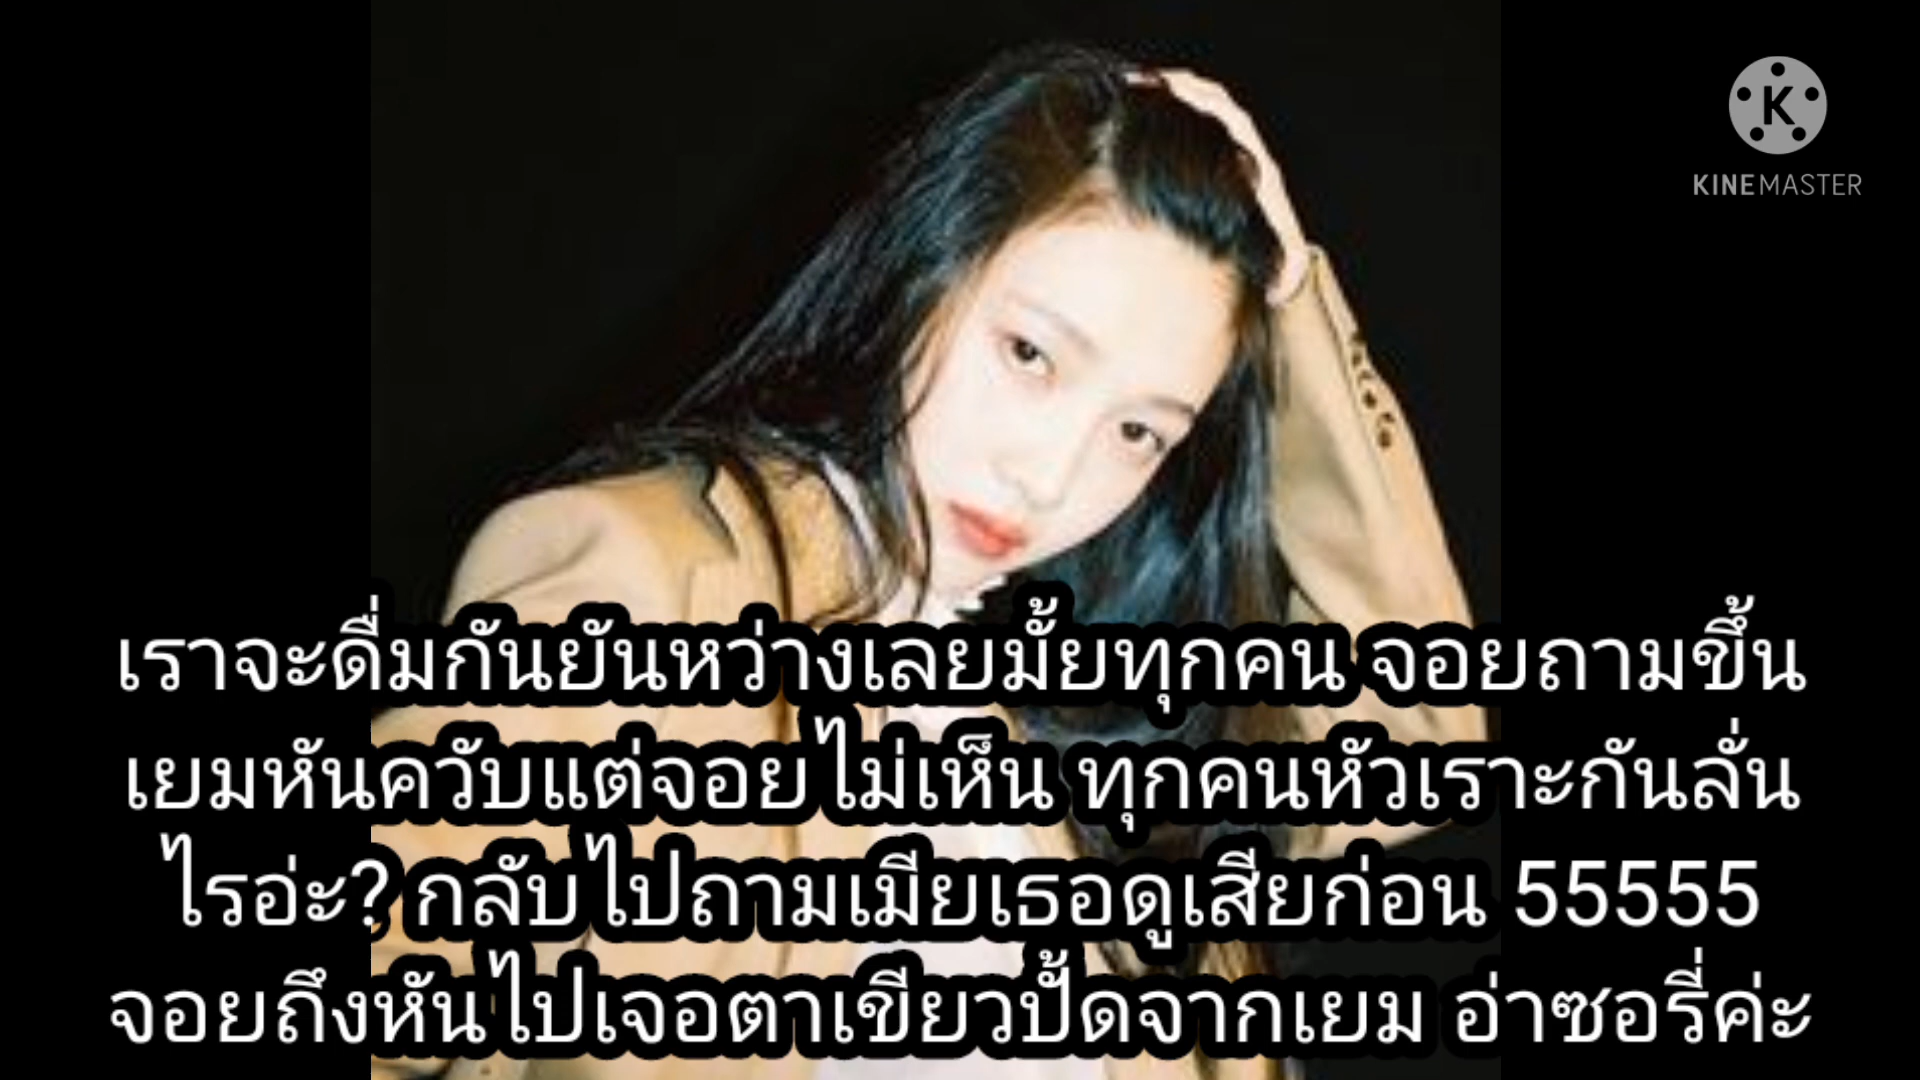 KINEMASTER
เราจะดื่มกันยันหว่างเลยมั้ยทุกคน จอยถามขึ้น
เยมหันควับแต่จอยไม่เห็น ทุกคนหัวเราะกันลั่น
ไรอ่ะ? กลับไปถามเมียเธอดูเสียก่อน 55555
จอยถึงหันไปเจอตาเขียวปั้ดจากเยม อ่าซอรี่ค่ะ